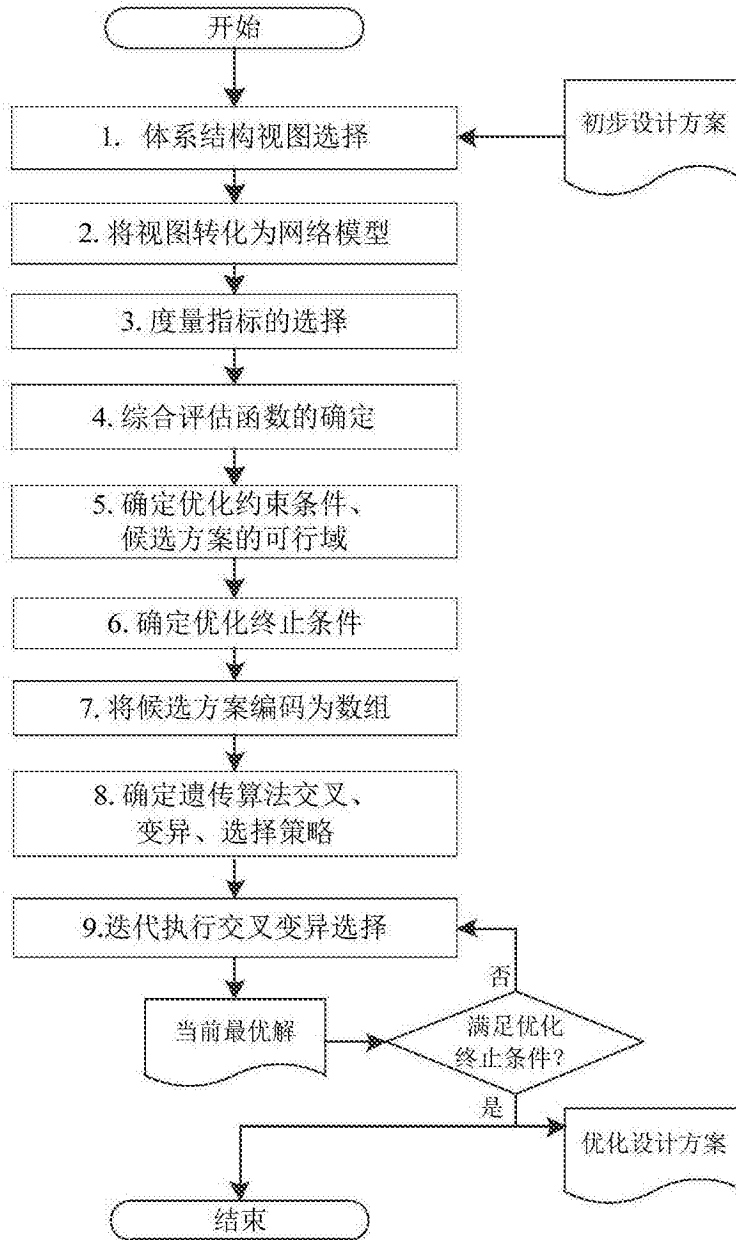 开始
初步设计方案
1. 体系结构视图选择
2. 将视图转化为网络模型
3. 度量指标的选择
4. 综合评估函数的确定
5. 确定优化约束条件、
候选方案的可行域
6. 确定优化终止条件
7. 将候选方案编码为数组
8. 确定遗传算法交叉、
变异、选择策略
9.迭代执行交叉变异选择
否
当前最优解
满足优化
终止条件?
是
优化设计方案
结束